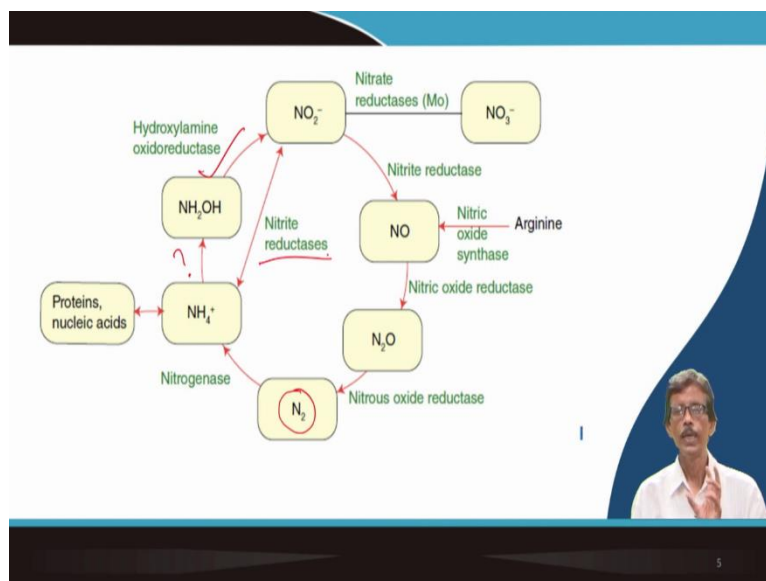 Nitrate
reductases (Mo)
NO₂⁻
NO₃⁻
Hydroxylamine
oxidoreductase
Nitrite reductase
NH₂OH
Nitrite
reductases
NO
Nitric
oxide
synthase
Arginine
?
Nitric oxide reductase
Proteins,
nucleic acids
NH₄⁺
N₂O
Nitrogenase
N₂
Nitrous oxide reductase
I
5